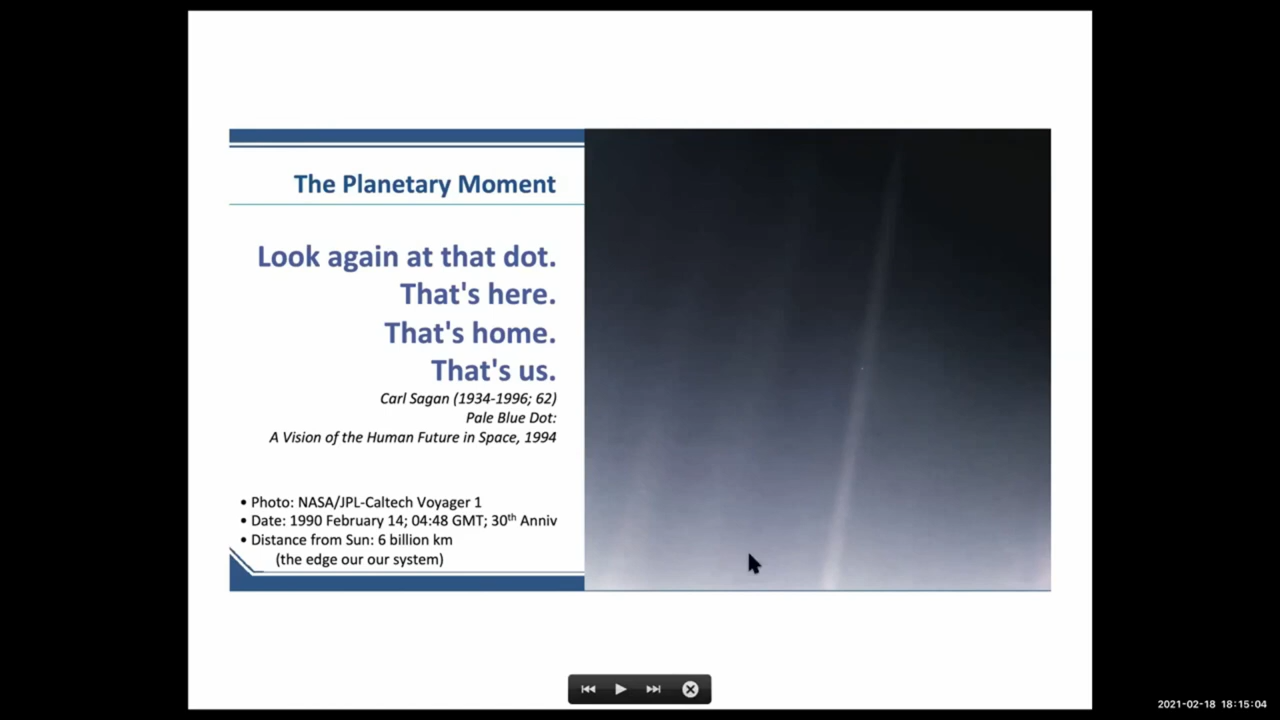 The Planetary Moment
Look again at that dot.
That's here.
That's home.
That's us.
Carl Sagan (1934-1996; 62)
Pale Blue Dot:
A Vision of the Human Future in Space, 1994
• Photo: NASA/JPL-Caltech Voyager 1
• Date: 1990 February 14; 04:48 GMT; 30th Anniv
• Distance from Sun: 6 billion km
(the edge our our system)
2021-02-18 18:15:04